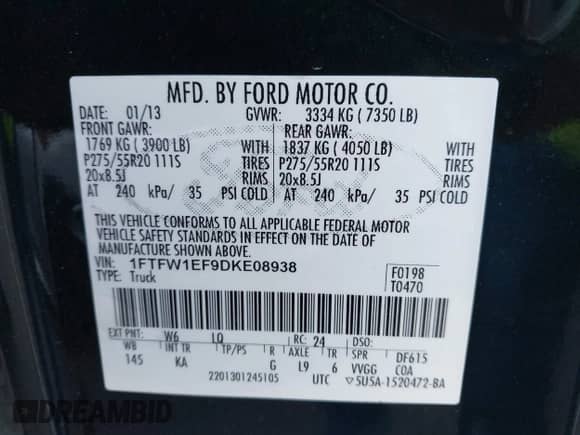 MFD. BY FORD MOTOR CO.
DATE: 01/13 GVWR: 3334 KG ( 7350 LB)
FRONT GAWR: REAR GAWR:
1769 KG ( 3900 LB) WITH 1837 KG ( 4050 LB) WITH
P275/55R20 111S TIRES P275/55R20 111S TIRES
20x8.5J RIMS 20x8.5J RIMS
AT 240 kPa/ 35 PSI COLD AT 240 kPa/ 35 PSI COLD
THIS VEHICLE CONFORMS TO ALL APPLICABLE FEDERAL MOTOR
VEHICLE SAFETY STANDARDS IN EFFECT ON THE DATE OF
MANUFACTURE SHOWN ABOVE.
VIN: 1FTFW1EF9DKE08938 F0198
TYPE: Truck T0470
EXT PNT: W6 LQ RC: 24 DSO:
WB INT TR TP/PS R AXLE TR SPR DF615
145 KA G L9 6 VVGG COA
2201301245105 UTC 5U5A-1520472-BA
DREAMBID